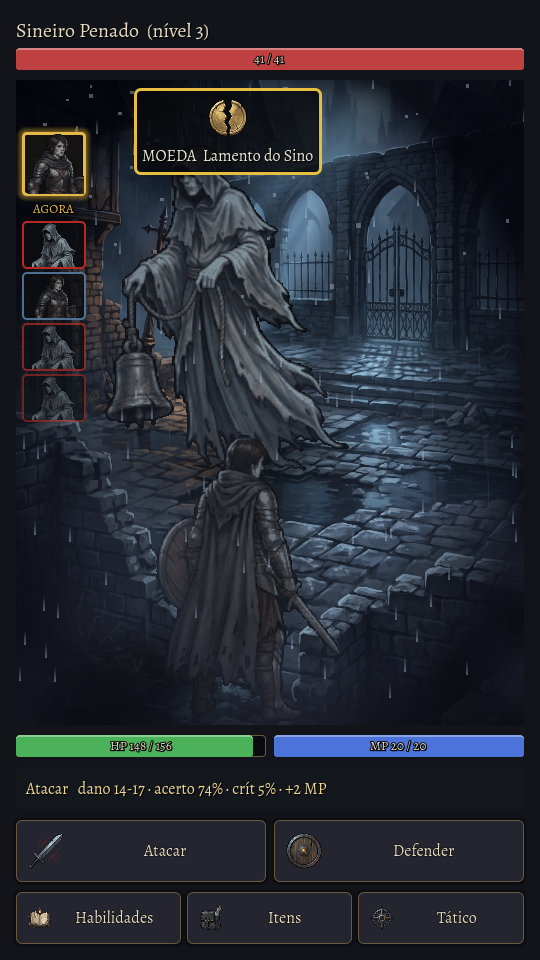 Sineiro Penado (nível 3)
41 / 41
MOEDA Lamento do Sino
AGORA
HP 148 / 156
MP 20 / 20
Atacar dano 14-17 · acerto 74% · crít 5% · +2 MP
Atacar
Defender
Habilidades
Itens
Tático